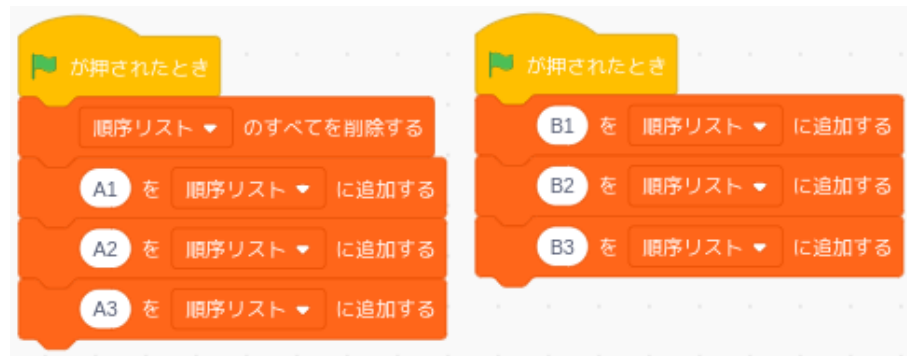 が押されたとき
順序リスト のすべてを削除する
A1 を 順序リスト に追加する
A2 を 順序リスト に追加する
A3 を 順序リスト に追加する
が押されたとき
B1 を 順序リスト に追加する
B2 を 順序リスト に追加する
B3 を 順序リスト に追加する